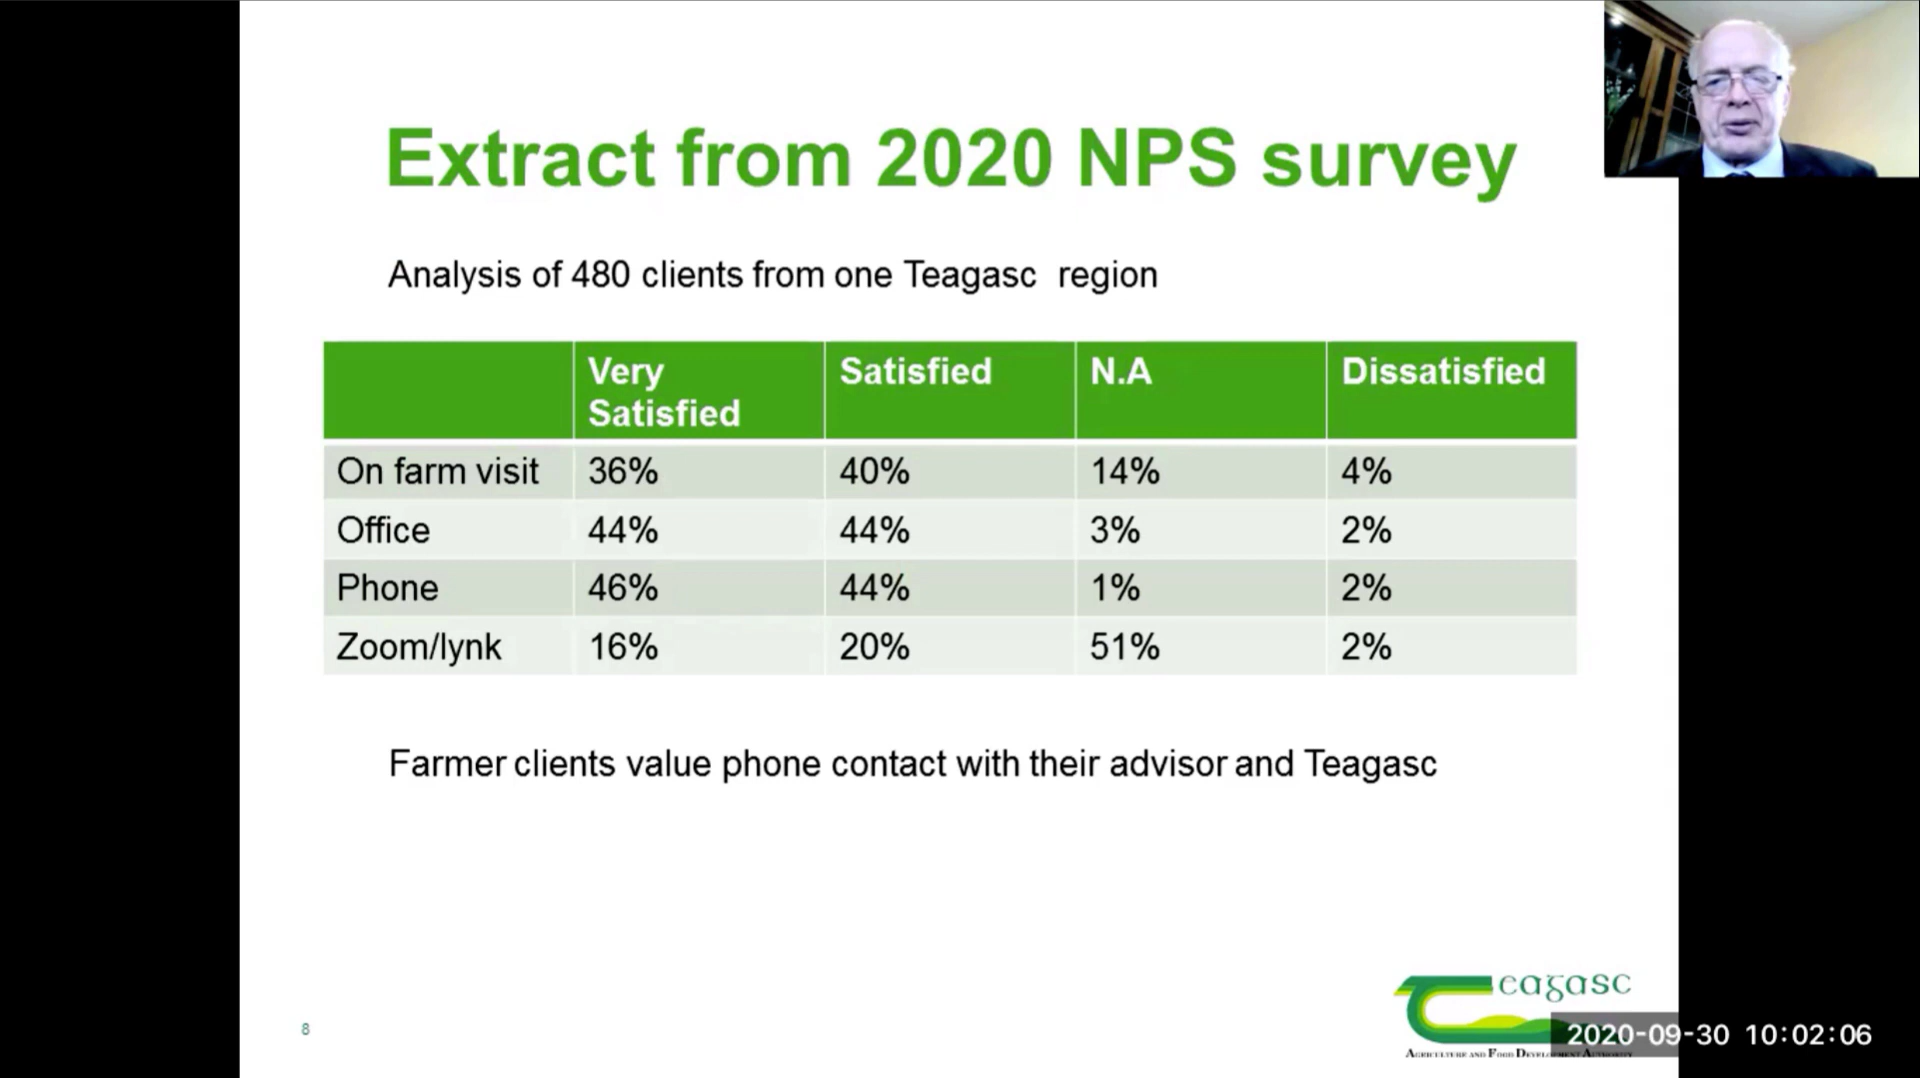 Extract from 2020 NPS survey
Analysis of 480 clients from one Teagasc region
Very Satisfied Satisfied N.A Dissatisfied
On farm visit 36% 40% 14% 4%
Office 44% 44% 3% 2%
Phone 46% 44% 1% 2%
Zoom/lynk 16% 20% 51% 2%
Farmer clients value phone contact with their advisor and Teagasc
8
eagasc
AGRICULTURE AND FOOD DEVELOPMENT AUTHORITY
2020-09-30 10:02:06